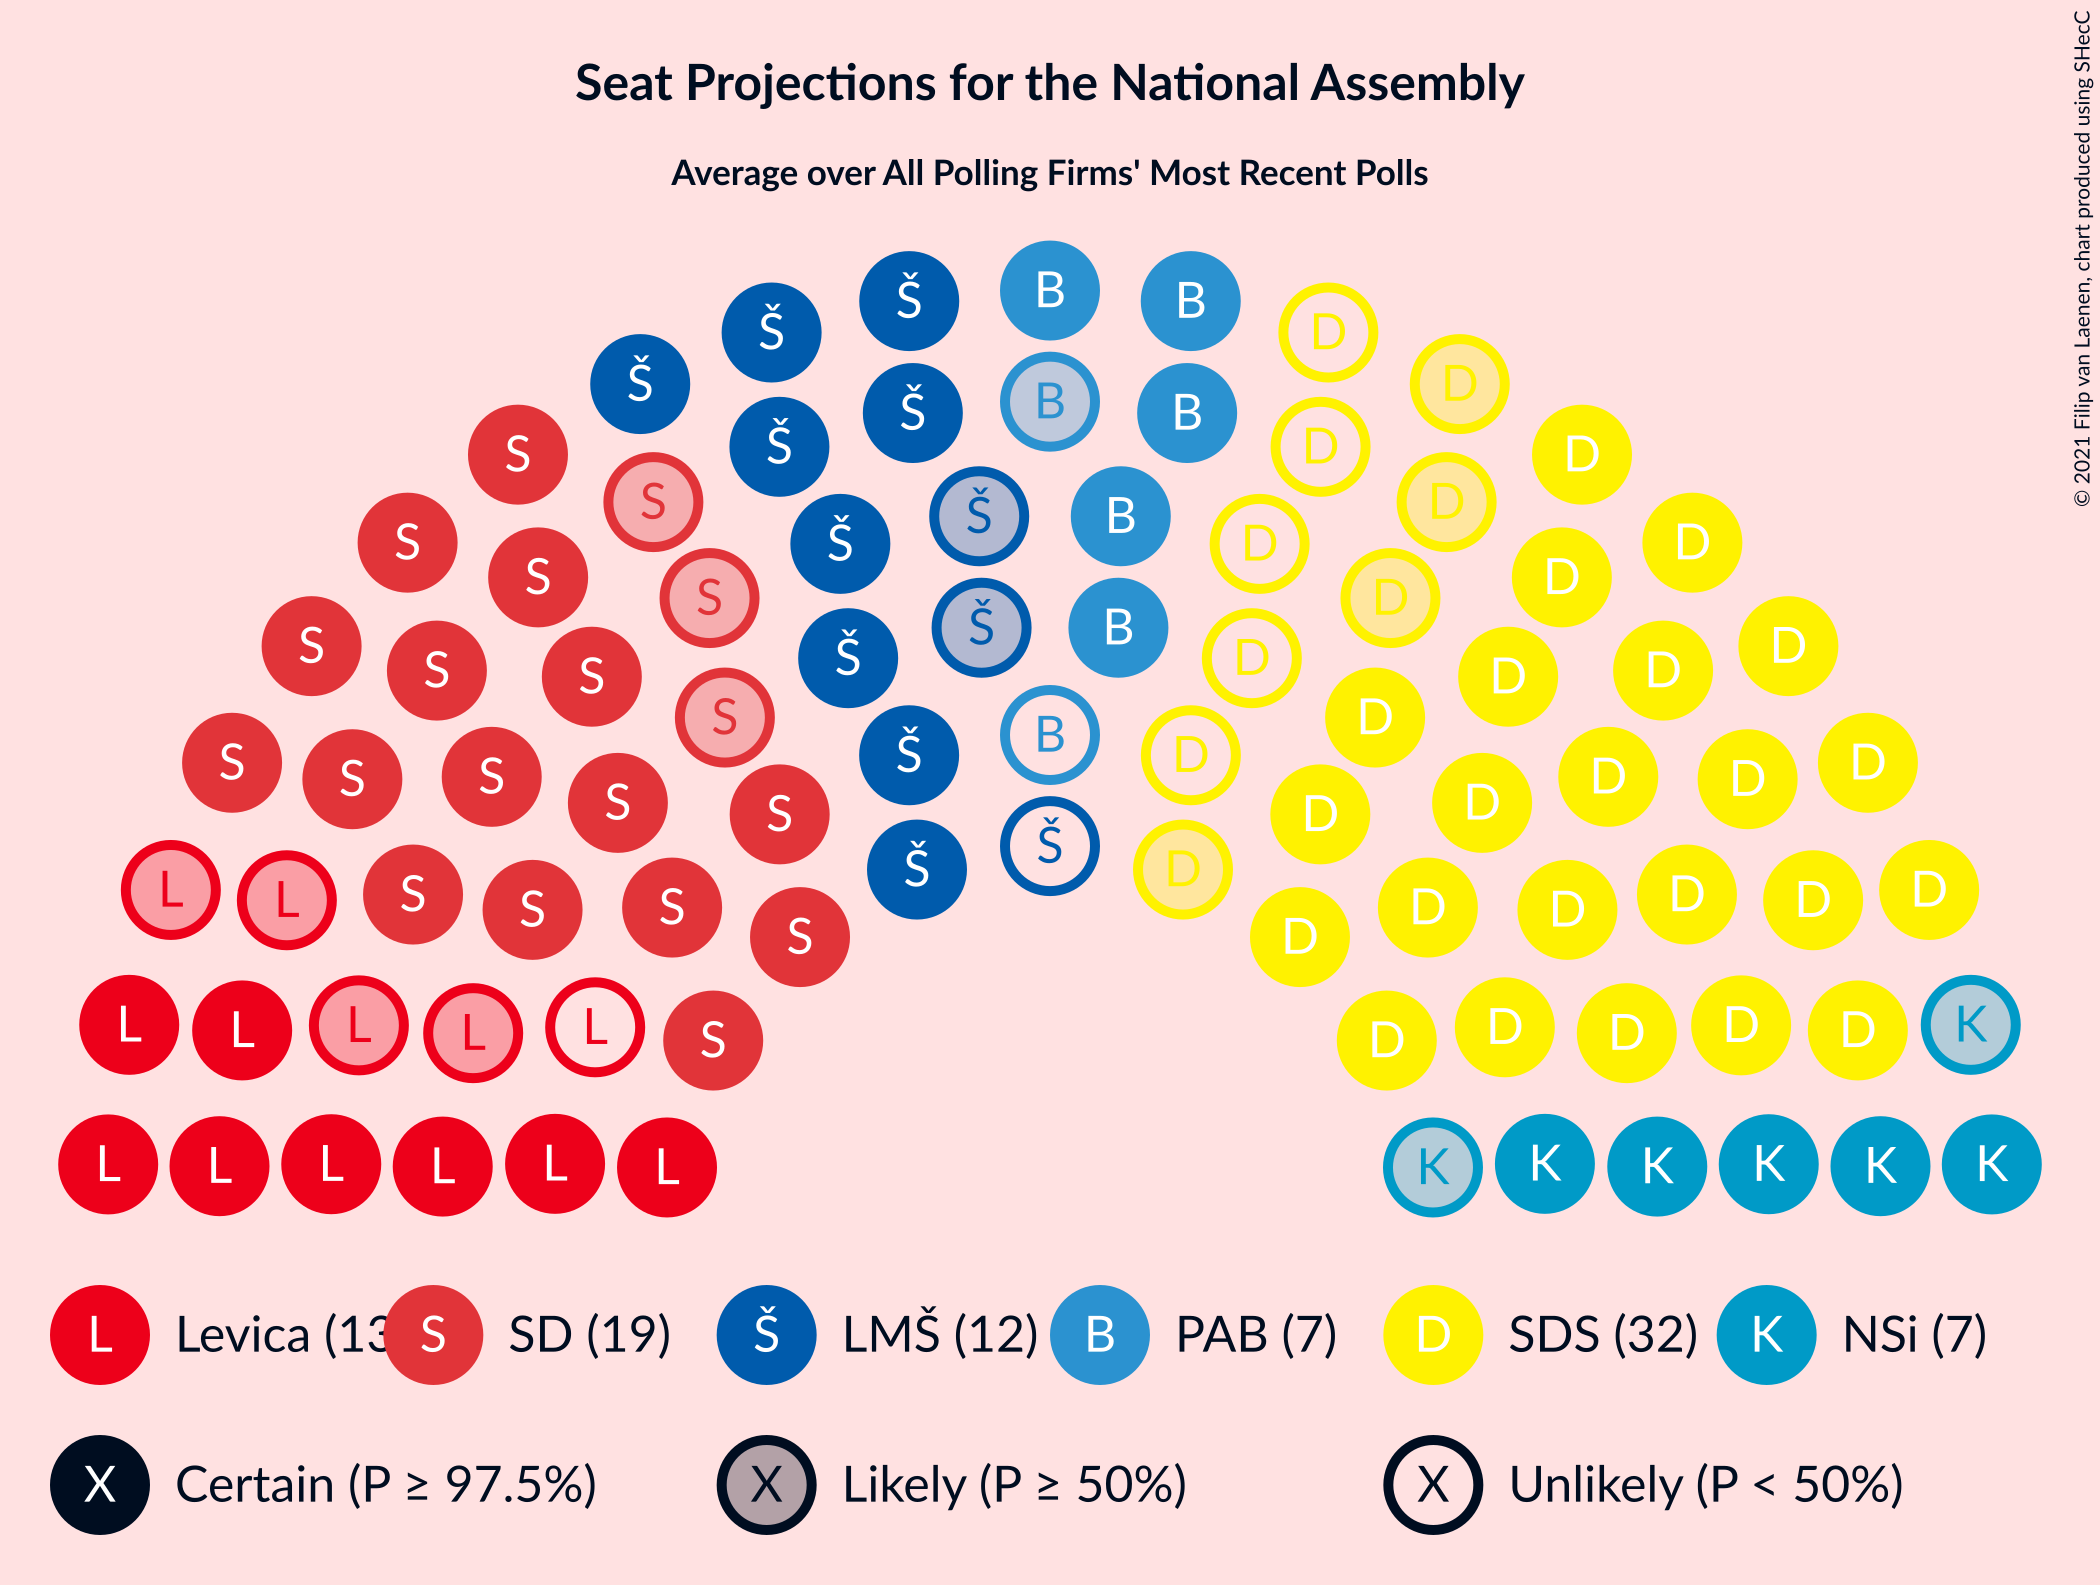 Seat Projections for the National Assembly
Average over All Polling Firms' Most Recent Polls
© 2021 Filip van Laenen, chart produced using SHecC
Š Š B B D
Š Š D
Š Š B B D
S S D D
S Š Š B D D
S S S Š Š B D D D D
S S S S S Š B D D D D D D
S S S S S Š Š D D D D D D
L L S S S S D D D D D D
L L L L L S D D D D D K
L L L L L L K K K K K K
L Levica (13 S SD (19) Š LMŠ (12) B PAB (7) D SDS (32) K NSi (7)
X Certain (P ≥ 97.5%) X Likely (P ≥ 50%) X Unlikely (P < 50%)